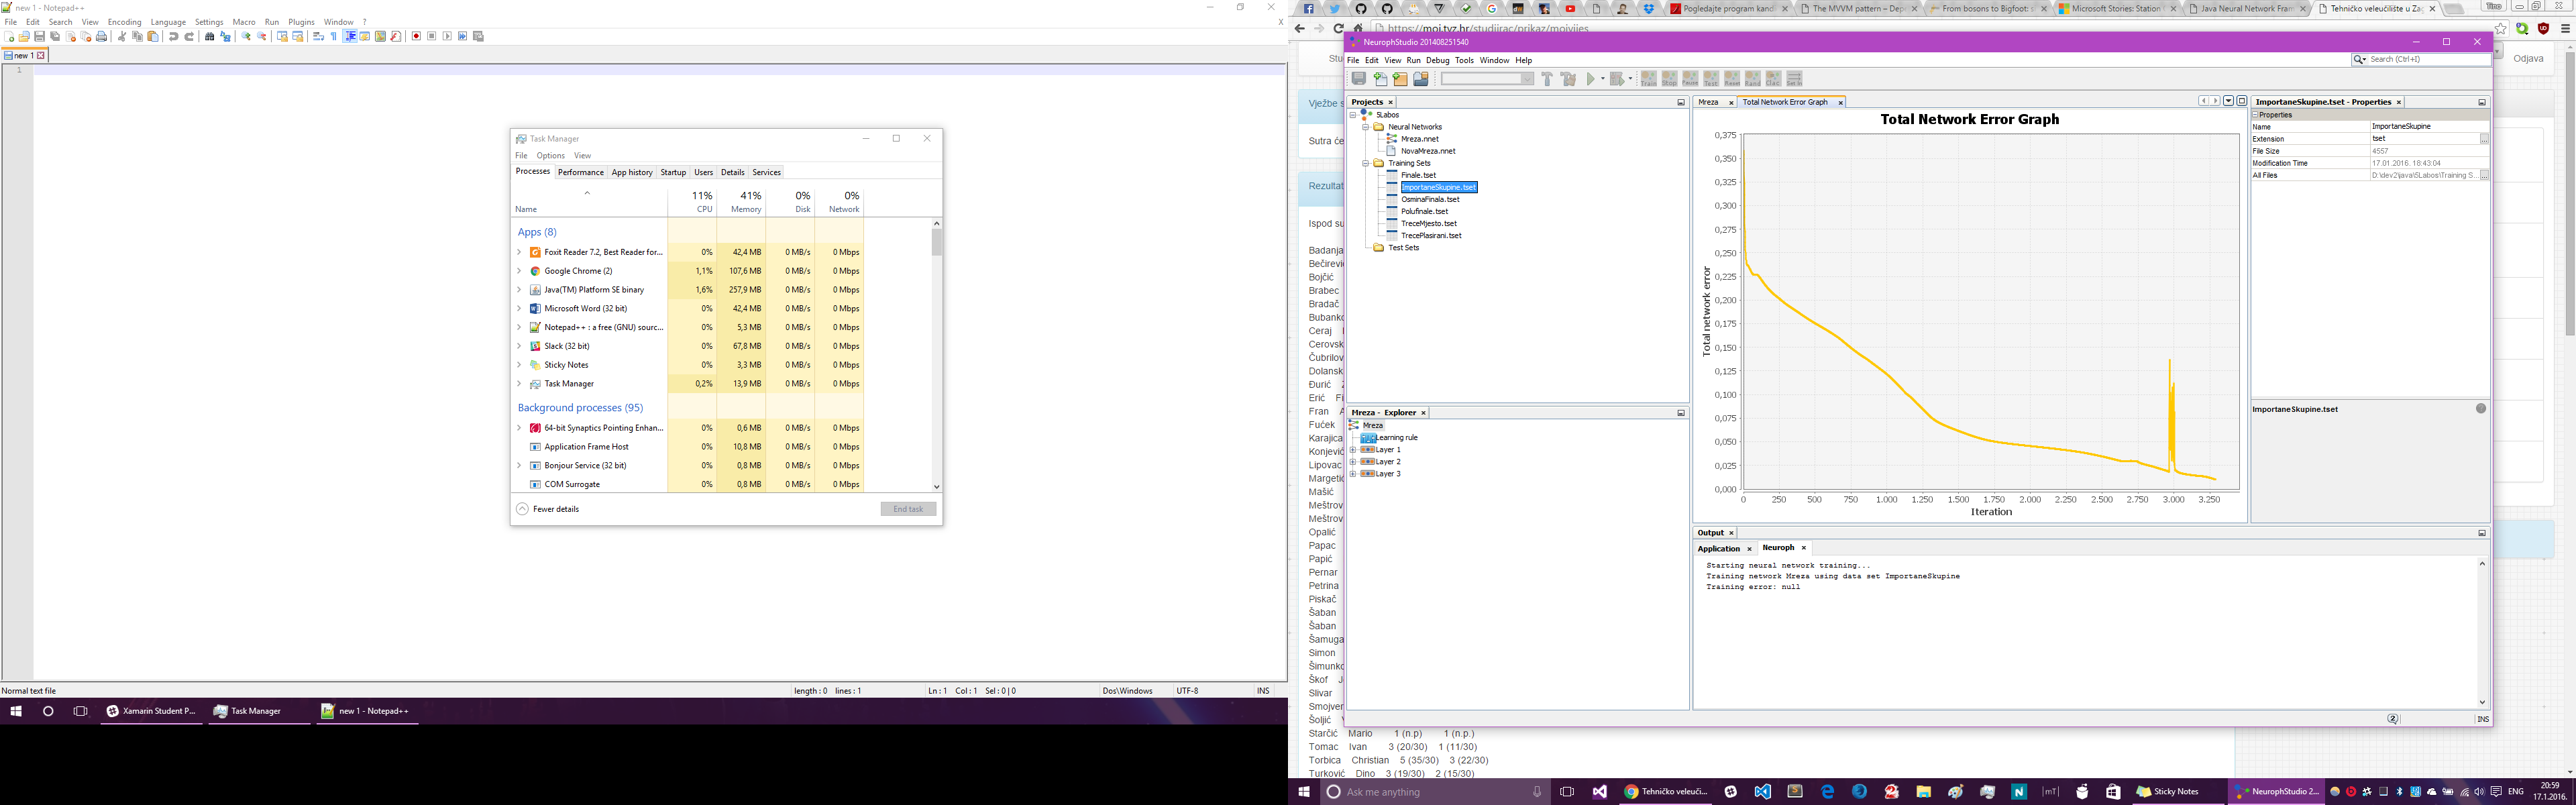 new 1 - Notepad++
File Edit Search View Encoding Language Settings Macro Run Plugins Window ?
X
new 1
1
Task Manager
File Options View
Processes Performance App history Startup Users Details Services
11% 41% 0% 0%
Name CPU Memory Disk Network
Apps (8)
Foxit Reader 7.2, Best Reader for... 0% 42,4 MB 0 MB/s 0 Mbps
Google Chrome (2) 1,1% 107,6 MB 0 MB/s 0 Mbps
Java(TM) Platform SE binary 1,6% 257,9 MB 0 MB/s 0 Mbps
Microsoft Word (32 bit) 0% 42,4 MB 0 MB/s 0 Mbps
Notepad++ : a free (GNU) sourc... 0% 5,3 MB 0 MB/s 0 Mbps
Slack (32 bit) 0% 67,8 MB 0 MB/s 0 Mbps
Sticky Notes 0% 3,3 MB 0 MB/s 0 Mbps
Task Manager 0,2% 13,9 MB 0 MB/s 0 Mbps
Background processes (95)
64-bit Synaptics Pointing Enhan... 0% 0,6 MB 0 MB/s 0 Mbps
Application Frame Host 0% 10,8 MB 0 MB/s 0 Mbps
Bonjour Service (32 bit) 0% 0,8 MB 0 MB/s 0 Mbps
COM Surrogate 0% 0,8 MB 0 MB/s 0 Mbps
Fewer details End task
Normal text file length : 0 lines : 1 Ln : 1 Col : 1 Sel : 0 | 0 Dos\Windows UTF-8 INS
Xamarin Student P... Task Manager new 1 - Notepad++
Pogledajte program kand The MVVM pattern – Dep From bosons to Bigfoot: s Microsoft Stories: Station Java Neural Network Fram Tehničko veleučilište u Zag Tino
https://moj.tvz.hr/studijrac/prikaz/mojvijes
Odjava
Vježbe s
Sutra će
Rezultat
Ispod su
Badanja
Bečirević
Bojčić
Brabec
Bradač
Bubanko
Ceraj
Cerovsk
Čubrilov
Dolansk
Đurić
Erić Fi
Fran A
Fuček
Karajica
Konjević
Lipovac
Margetić
Mašić
Meštrov
Meštrov
Opalić
Papac
Papić
Pernar
Petrina
Piskač
Šaban
Šaban
Šamuga
Simon
Šimunko
Škof J
Slivar
Smojver
Šoljić
Starčić Mario 1 (n.p) 1 (n.p.)
Tomac Ivan 3 (20/30) 1 (11/30)
Torbica Christian 5 (35/30) 3 (22/30)
Turković Dino 3 (19/30) 2 (15/30)
NeurophStudio 201408251540
File Edit View Run Debug Tools Window Help
Search (Ctrl+I)
Train Stop Pause Test Reset Rand
Projects
5Labos
Neural Networks
Mreza.nnet
NovaMreza.nnet
Training Sets
Finale.tset
ImportaneSkupine.tset
OsminaFinala.tset
Polufinale.tset
TreceMjesto.tset
TrecePlasirani.tset
Test Sets
Mreza - Explorer
Mreza
Learning rule
Layer 1
Layer 2
Layer 3
Mreza Total Network Error Graph
Total Network Error Graph
Total network error
0,375
0,350
0,325
0,300
0,275
0,250
0,225
0,200
0,175
0,150
0,125
0,100
0,075
0,050
0,025
0,000
0 250 500 750 1.000 1.250 1.500 1.750 2.000 2.250 2.500 2.750 3.000 3.250
Iteration
ImportaneSkupine.tset - Properties
Properties
Name ImportaneSkupine
Extension tset
File Size 4557
Modification Time 17.01.2016. 18:43:04
All Files D:\dev2\java\5Labos\Training S...
ImportaneSkupine.tset
Output
Application Neuroph
Starting neural network training...
Training network Mreza using data set ImportaneSkupine
Training error: null
2 INS
Ask me anything Tehničko veleuči... |mT| Sticky Notes NeurophStudio 2... ENG 20:59
17.1.2016.